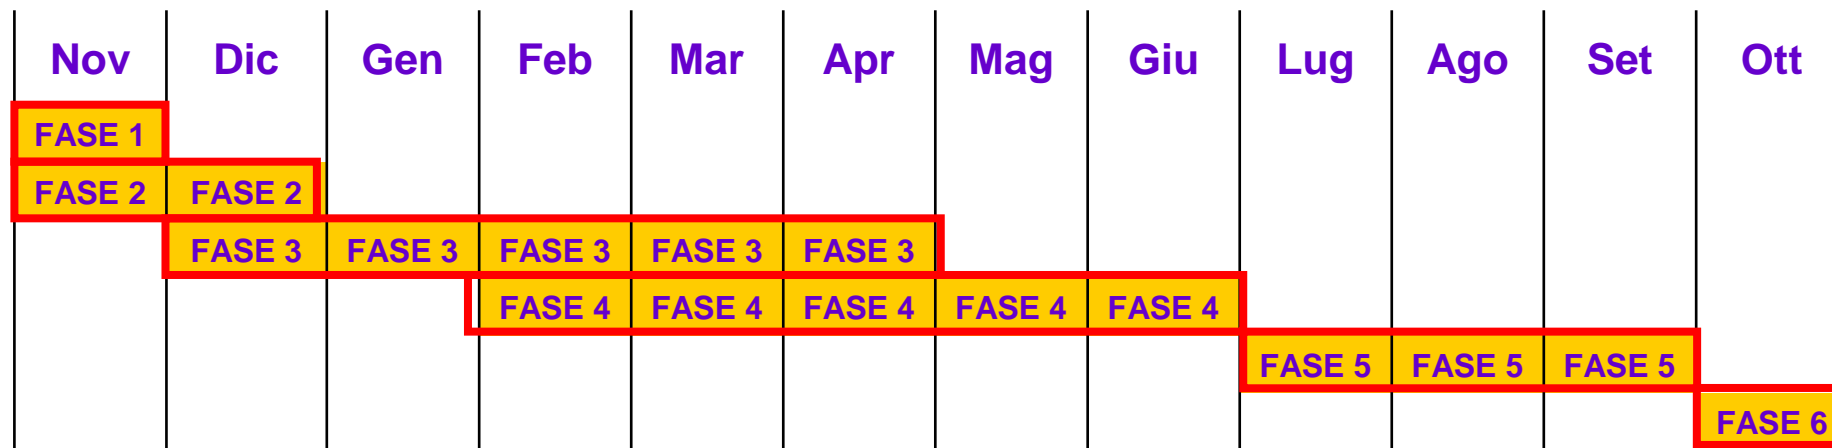 Nov Dic Gen Feb Mar Apr Mag Giu Lug Ago Set Ott
FASE 1
FASE 2 FASE 2
FASE 3 FASE 3 FASE 3 FASE 3 FASE 3
FASE 4 FASE 4 FASE 4 FASE 4 FASE 4
FASE 5 FASE 5 FASE 5
FASE 6